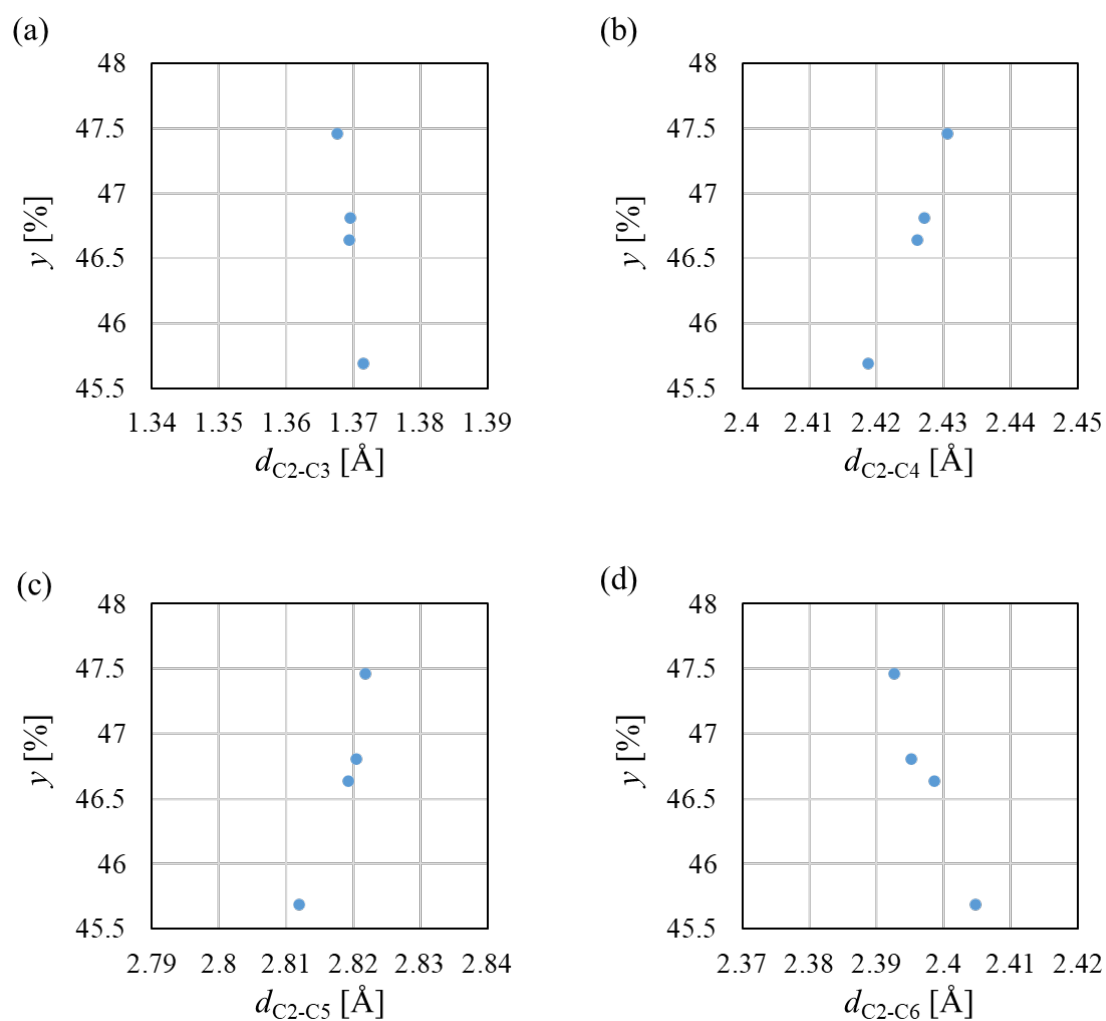 (a)
48
47.5
47
46.5
46
45.5
y [%]
1.34 1.35 1.36 1.37 1.38 1.39
dC2-C3 [Å]
(b)
48
47.5
47
46.5
46
45.5
y [%]
2.4 2.41 2.42 2.43 2.44 2.45
dC2-C4 [Å]
(c)
48
47.5
47
46.5
46
45.5
y [%]
2.79 2.8 2.81 2.82 2.83 2.84
dC2-C5 [Å]
(d)
48
47.5
47
46.5
46
45.5
y [%]
2.37 2.38 2.39 2.4 2.41 2.42
dC2-C6 [Å]